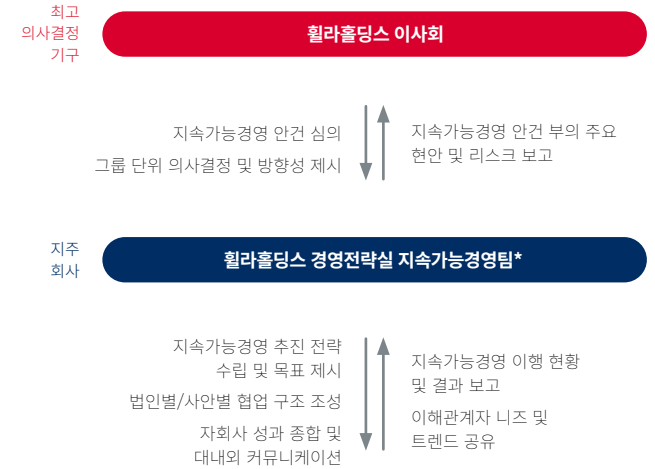 최고
의사결정
기구
휠라홀딩스 이사회
지속가능경영 안건 심의
그룹 단위 의사결정 및 방향성 제시
지속가능경영 안건 부의 주요
현안 및 리스크 보고
지주
회사
휠라홀딩스 경영전략실 지속가능경영팀*
지속가능경영 추진 전략
수립 및 목표 제시
법인별/사안별 협업 구조 조성
자회사 성과 종합 및
대내외 커뮤니케이션
지속가능경영 이행 현황
및 결과 보고
이해관계자 니즈 및
트렌드 공유